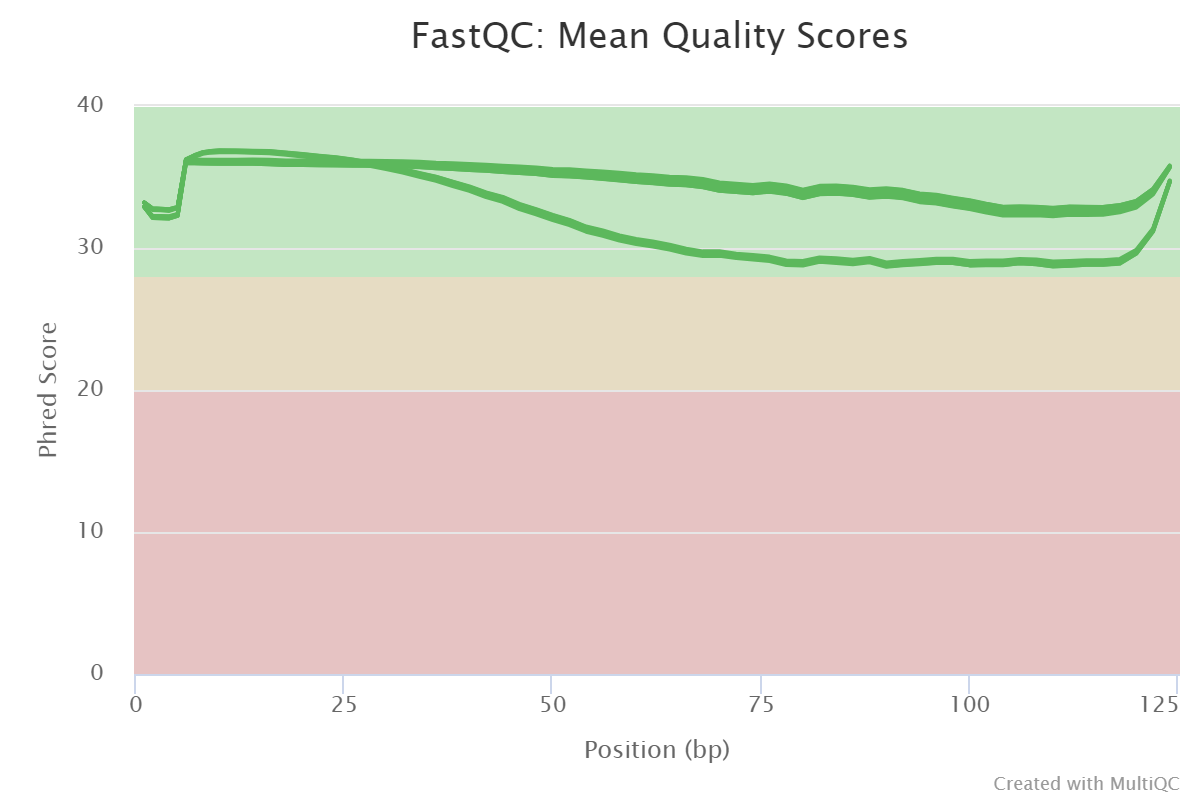 FastQC: Mean Quality Scores
40
30
20
10
0
Phred Score
0 25 50 75 100 125
Position (bp)
Created with MultiQC